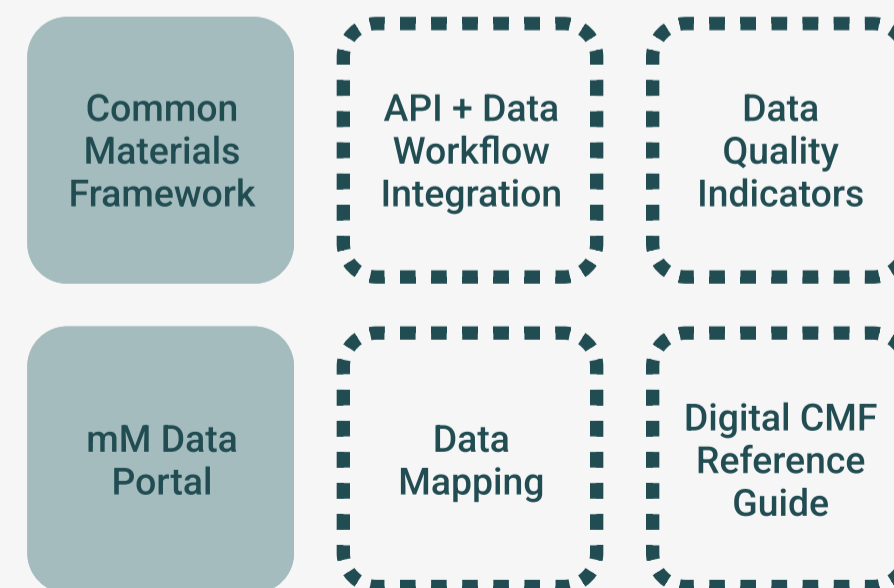 Common
Materials
Framework
API + Data
Workflow
Integration
Data
Quality
Indicators
mM Data
Portal
Data
Mapping
Digital CMF
Reference
Guide